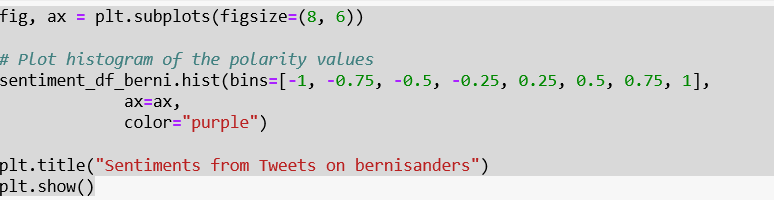 fig, ax = plt.subplots(figsize=(8, 6))
# Plot histogram of the polarity values
sentiment_df_berni.hist(bins=[-1, -0.75, -0.5, -0.25, 0.25, 0.5, 0.75, 1],
ax=ax,
color="purple")
plt.title("Sentiments from Tweets on bernisanders")
plt.show()